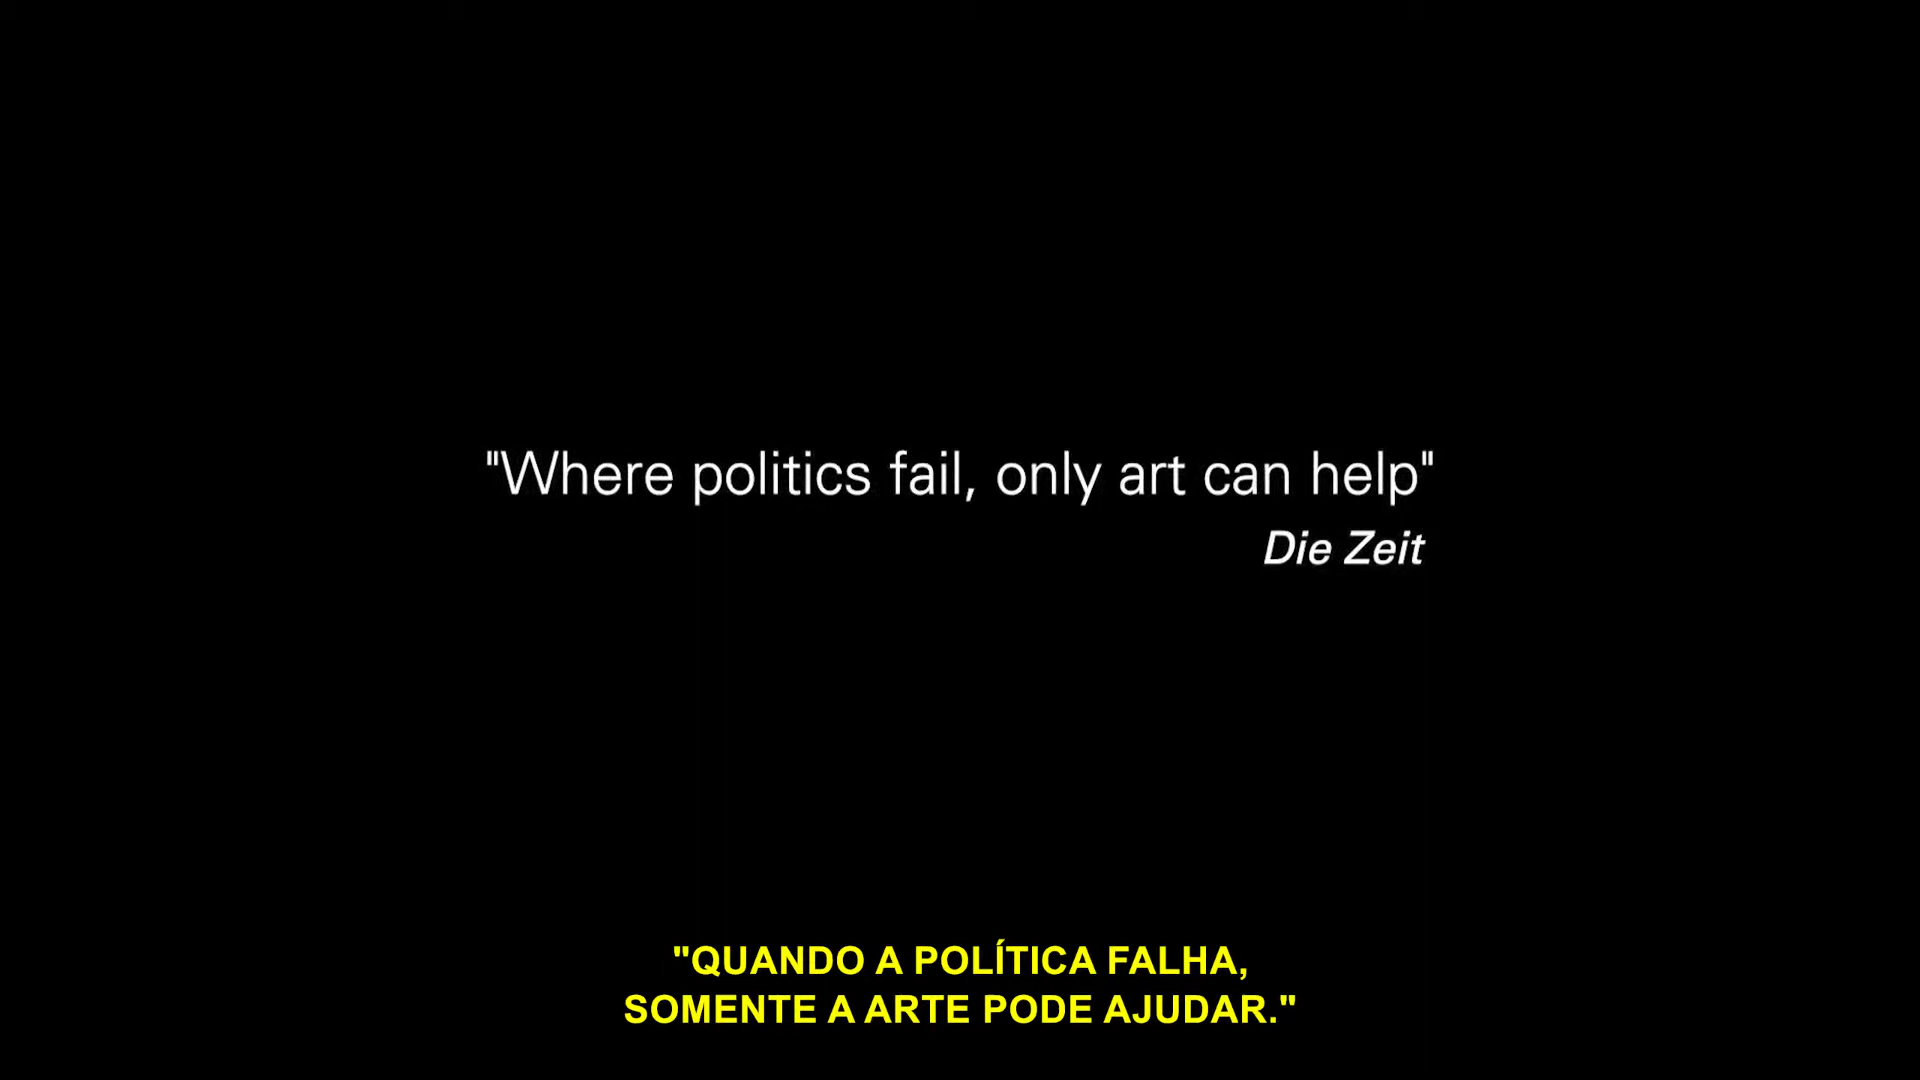 "Where politics fail, only art can help"
Die Zeit
"QUANDO A POLÍTICA FALHA,
SOMENTE A ARTE PODE AJUDAR."